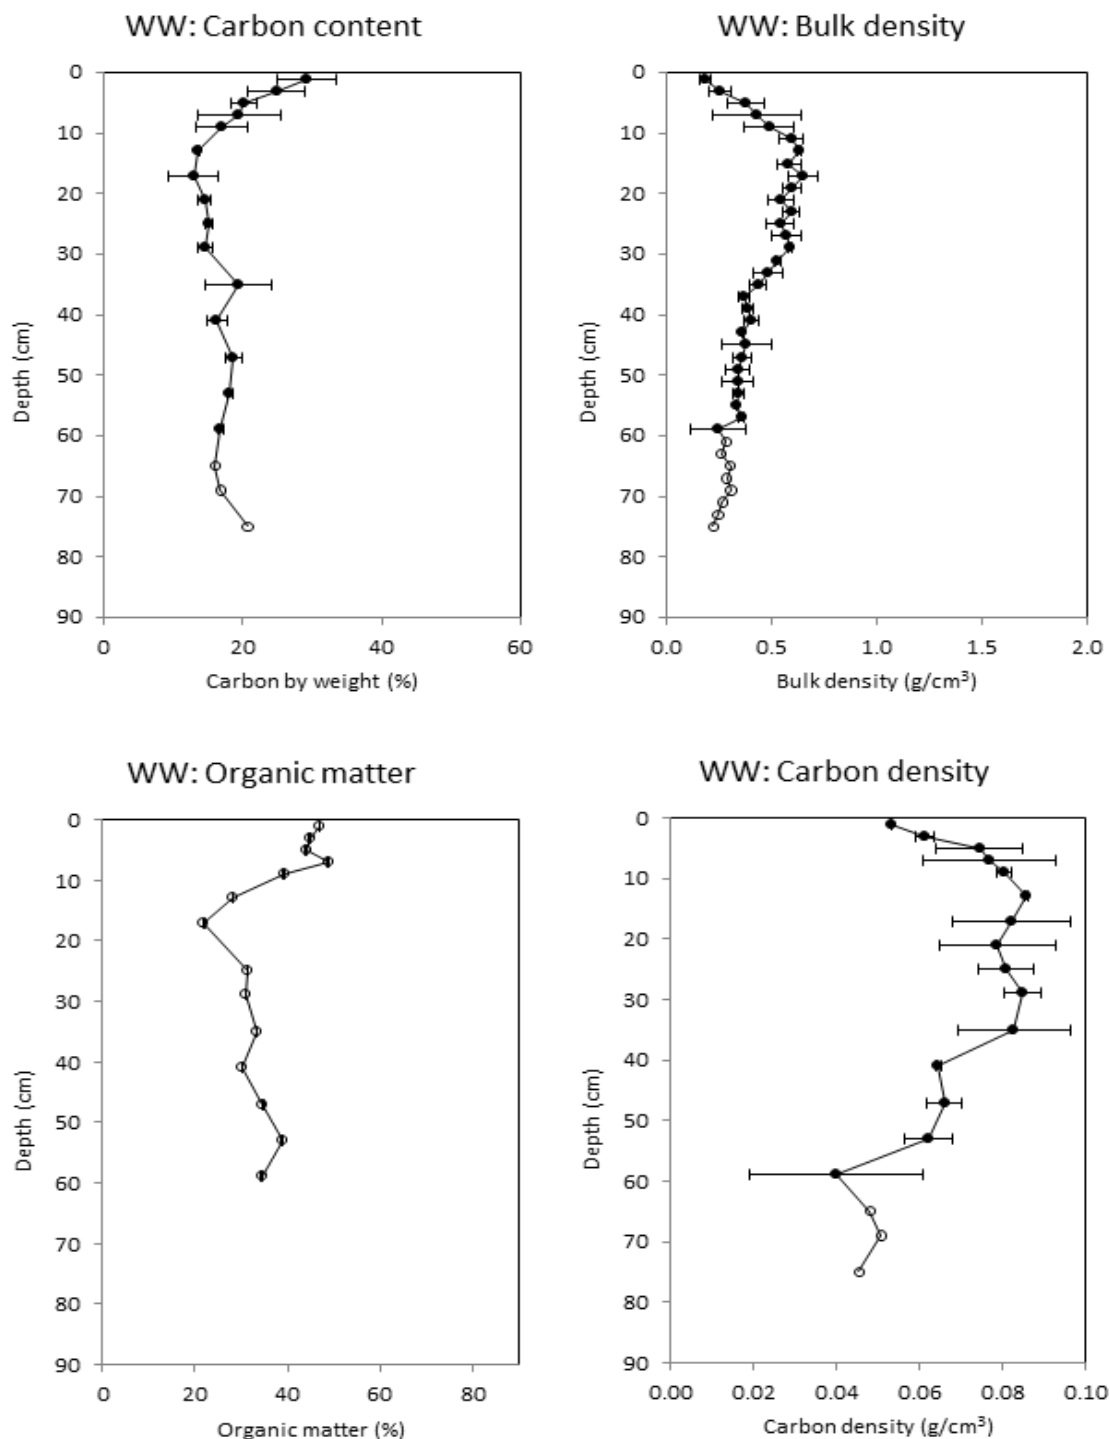 WW: Carbon content
0
10
20
30
40
50
60
70
80
90
Depth (cm)
0 20 40 60
Carbon by weight (%)
WW: Bulk density
0
10
20
30
40
50
60
70
80
90
Depth (cm)
0.0 0.5 1.0 1.5 2.0
Bulk density (g/cm³)
WW: Organic matter
0
10
20
30
40
50
60
70
80
90
Depth (cm)
0 20 40 60 80
Organic matter (%)
WW: Carbon density
0
10
20
30
40
50
60
70
80
90
Depth (cm)
0.00 0.02 0.04 0.06 0.08 0.10
Carbon density (g/cm³)